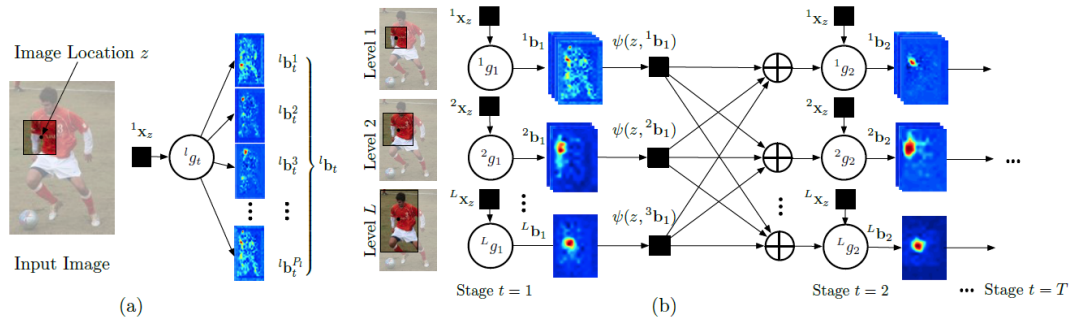 Image Location z
¹x_z
ˡg_t
ˡb_t¹
ˡb_t²
ˡb_t³
ˡb_t^{P_l}
ˡb_t
Input Image
(a)
Level 1
Level 2
Level L
¹x_z
¹g₁
¹b₁
ψ(z, ¹b₁)
¹x_z
¹g₂
¹b₂
²x_z
²g₁
²b₁
ψ(z, ²b₁)
²x_z
²g₂
²b₂
...
ᴸx_z
ᴸg₁
ᴸb₁
ψ(z, ³b₁)
ᴸx_z
ᴸg₂
ᴸb₂
Stage t = 1
(b)
Stage t = 2
... Stage t = T